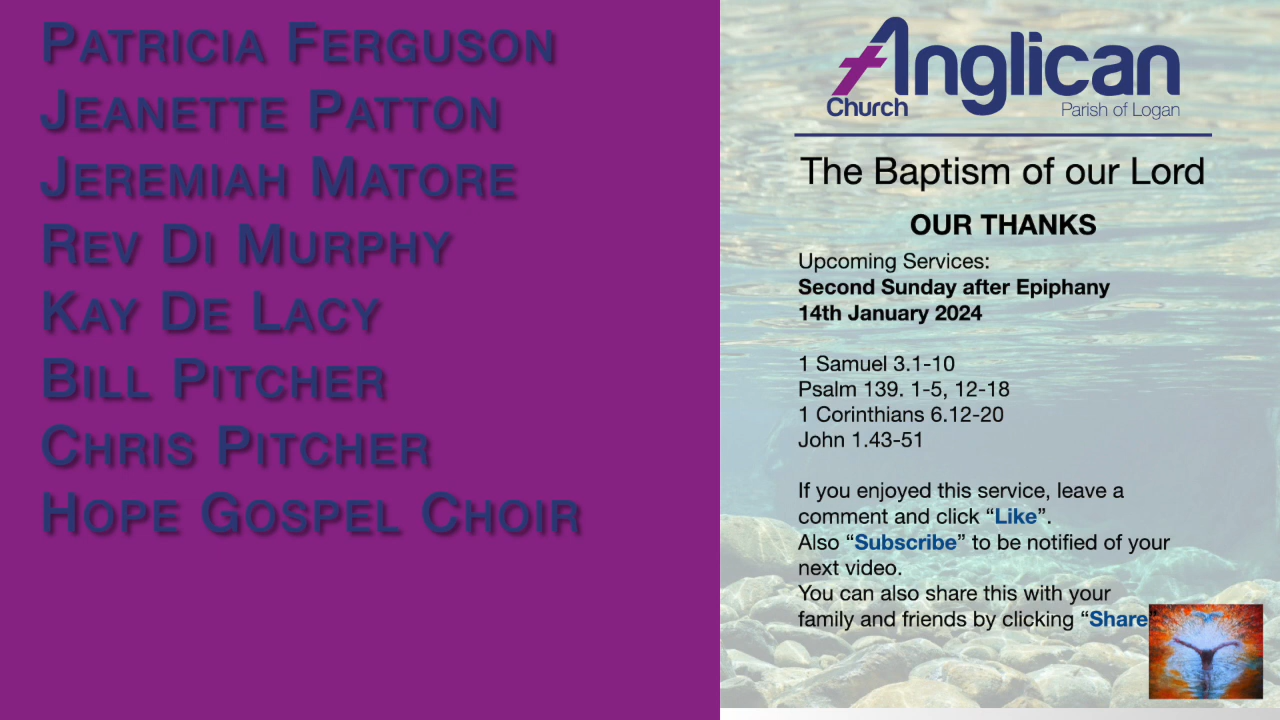 PATRICIA FERGUSON
JEANETTE PATTON
JEREMIAH MATORE
REV DI MURPHY
KAY DE LACY
BILL PITCHER
CHRIS PITCHER
HOPE GOSPEL CHOIR
Anglican
Church
Parish of Logan
The Baptism of our Lord
OUR THANKS
Upcoming Services:
Second Sunday after Epiphany
14th January 2024
1 Samuel 3.1-10
Psalm 139. 1-5, 12-18
1 Corinthians 6.12-20
John 1.43-51
If you enjoyed this service, leave a
comment and click “Like”.
Also “Subscribe” to be notified of your
next video.
You can also share this with your
family and friends by clicking “Share”